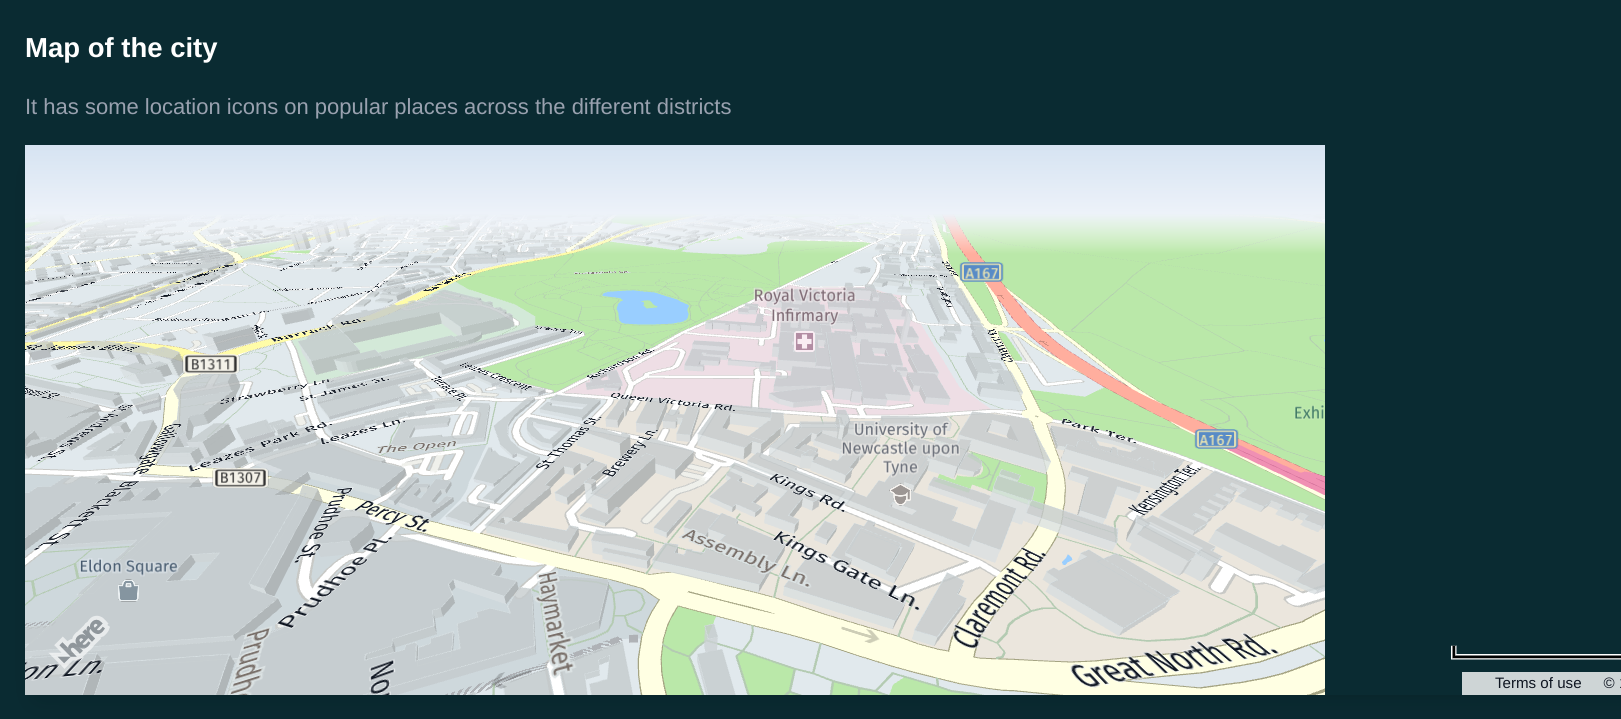 Map of the city
It has some location icons on popular places across the different districts
A167
Royal Victoria
Infirmary
Barrack Rd.
B1311
Strawberry Ln.
St. James St.
Queen Victoria Rd.
Exhi
Park Ter.
A167
Leazes Park Rd.
Leazes Ln.
The Open
St Thomas St.
Brewery Ln.
University of
Newcastle upon
Tyne
B1307
Kings Rd.
Kensington Ter.
Blackett St.
Prudhoe St.
Percy St.
Prudhoe Pl.
Assembly Ln.
Kings Gate Ln.
Claremont Rd.
Eldon Square
Haymarket
here
on Ln.
Prudh
No
Great North Rd.
Terms of use ©